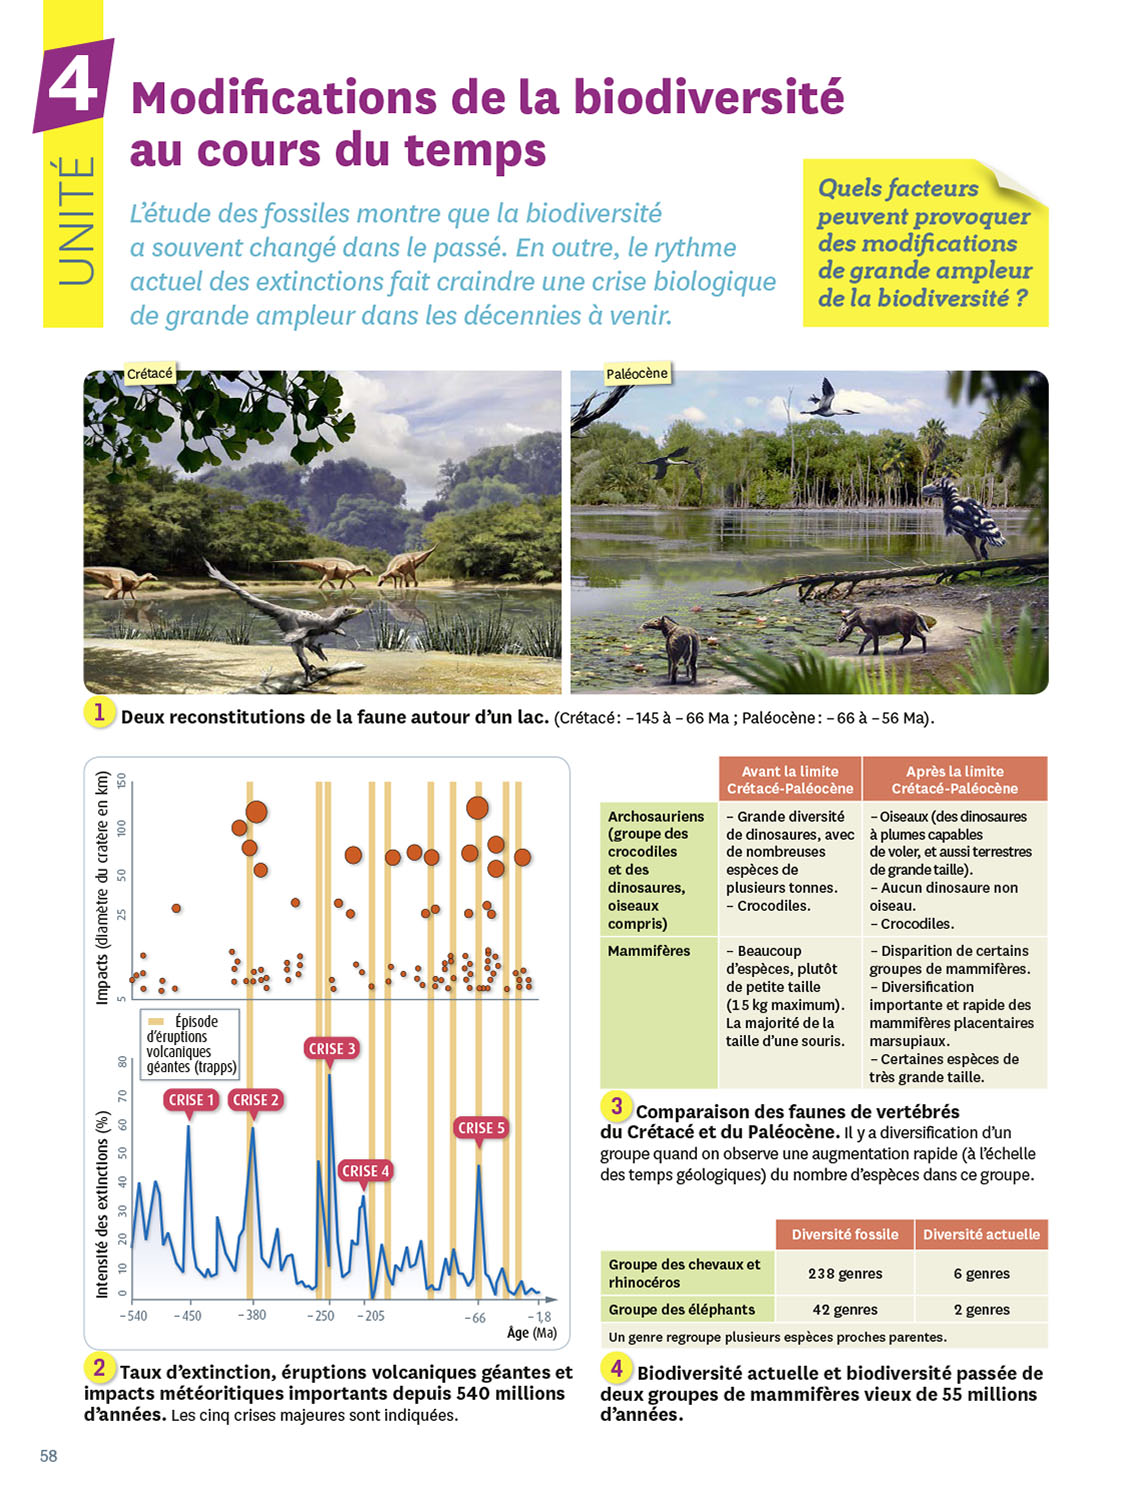 4
UNITÉ
Modifications de la biodiversité
au cours du temps
L'étude des fossiles montre que la biodiversité
a souvent changé dans le passé. En outre, le rythme
actuel des extinctions fait craindre une crise biologique
de grande ampleur dans les décennies à venir.
Quels facteurs
peuvent provoquer
des modifications
de grande ampleur
de la biodiversité ?
Crétacé
Paléocène
1 Deux reconstitutions de la faune autour d'un lac. (Crétacé : – 145 à – 66 Ma ; Paléocène : – 66 à – 56 Ma).
Impacts (diamètre du cratère en km)
150
100
50
25
5
Épisode
d'éruptions
volcaniques
géantes (trapps)
CRISE 1
CRISE 2
CRISE 3
CRISE 4
CRISE 5
Intensité des extinctions (%)
80
70
60
50
40
30
20
10
0
– 540
– 450
– 380
– 250
– 205
– 66
– 1,8
Âge (Ma)
2 Taux d'extinction, éruptions volcaniques géantes et
impacts météoritiques importants depuis 540 millions
d'années. Les cinq crises majeures sont indiquées.
Avant la limite
Crétacé-Paléocène
Après la limite
Crétacé-Paléocène
Archosauriens
(groupe des
crocodiles
et des
dinosaures,
oiseaux
compris)
– Grande diversité
de dinosaures, avec
de nombreuses
espèces de
plusieurs tonnes.
– Crocodiles.
– Oiseaux (des dinosaures
à plumes capables
de voler, et aussi terrestres
de grande taille).
– Aucun dinosaure non
oiseau.
– Crocodiles.
Mammifères
– Beaucoup
d'espèces, plutôt
de petite taille
(15 kg maximum).
La majorité de la
taille d'une souris.
– Disparition de certains
groupes de mammifères.
– Diversification
importante et rapide des
mammifères placentaires
marsupiaux.
– Certaines espèces de
très grande taille.
3 Comparaison des faunes de vertébrés
du Crétacé et du Paléocène. Il y a diversification d'un
groupe quand on observe une augmentation rapide (à l'échelle
des temps géologiques) du nombre d'espèces dans ce groupe.
Diversité fossile
Diversité actuelle
Groupe des chevaux et
rhinocéros
238 genres
6 genres
Groupe des éléphants
42 genres
2 genres
Un genre regroupe plusieurs espèces proches parentes.
4 Biodiversité actuelle et biodiversité passée de
deux groupes de mammifères vieux de 55 millions
d'années.
58